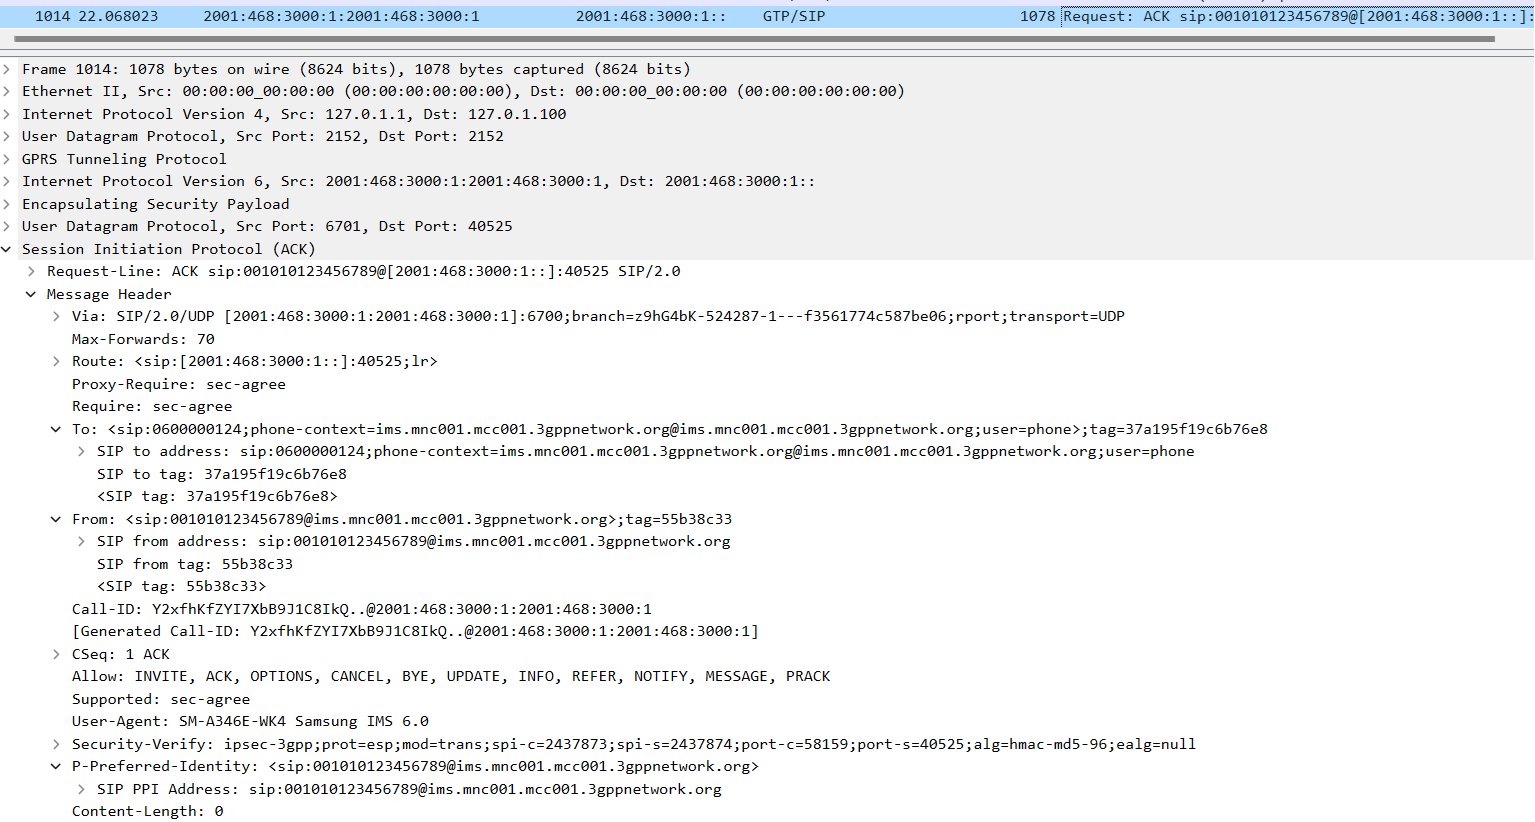 1014 22.068023 2001:468:3000:1:2001:468:3000:1 2001:468:3000:1:: GTP/SIP 1078 Request: ACK sip:001010123456789@[2001:468:3000:1::]:
Frame 1014: 1078 bytes on wire (8624 bits), 1078 bytes captured (8624 bits)
Ethernet II, Src: 00:00:00_00:00:00 (00:00:00:00:00:00), Dst: 00:00:00_00:00:00 (00:00:00:00:00:00)
Internet Protocol Version 4, Src: 127.0.1.1, Dst: 127.0.1.100
User Datagram Protocol, Src Port: 2152, Dst Port: 2152
GPRS Tunneling Protocol
Internet Protocol Version 6, Src: 2001:468:3000:1:2001:468:3000:1, Dst: 2001:468:3000:1::
Encapsulating Security Payload
User Datagram Protocol, Src Port: 6701, Dst Port: 40525
Session Initiation Protocol (ACK)
Request-Line: ACK sip:001010123456789@[2001:468:3000:1::]:40525 SIP/2.0
Message Header
Via: SIP/2.0/UDP [2001:468:3000:1:2001:468:3000:1]:6700;branch=z9hG4bK-524287-1---f3561774c587be06;rport;transport=UDP
Max-Forwards: 70
Route: <sip:[2001:468:3000:1::]:40525;lr>
Proxy-Require: sec-agree
Require: sec-agree
To: <sip:0600000124;phone-context=ims.mnc001.mcc001.3gppnetwork.org@ims.mnc001.mcc001.3gppnetwork.org;user=phone>;tag=37a195f19c6b76e8
SIP to address: sip:0600000124;phone-context=ims.mnc001.mcc001.3gppnetwork.org@ims.mnc001.mcc001.3gppnetwork.org;user=phone
SIP to tag: 37a195f19c6b76e8
<SIP tag: 37a195f19c6b76e8>
From: <sip:001010123456789@ims.mnc001.mcc001.3gppnetwork.org>;tag=55b38c33
SIP from address: sip:001010123456789@ims.mnc001.mcc001.3gppnetwork.org
SIP from tag: 55b38c33
<SIP tag: 55b38c33>
Call-ID: Y2xfhKfZYI7XbB9J1C8IkQ..@2001:468:3000:1:2001:468:3000:1
[Generated Call-ID: Y2xfhKfZYI7XbB9J1C8IkQ..@2001:468:3000:1:2001:468:3000:1]
CSeq: 1 ACK
Allow: INVITE, ACK, OPTIONS, CANCEL, BYE, UPDATE, INFO, REFER, NOTIFY, MESSAGE, PRACK
Supported: sec-agree
User-Agent: SM-A346E-WK4 Samsung IMS 6.0
Security-Verify: ipsec-3gpp;prot=esp;mod=trans;spi-c=2437873;spi-s=2437874;port-c=58159;port-s=40525;alg=hmac-md5-96;ealg=null
P-Preferred-Identity: <sip:001010123456789@ims.mnc001.mcc001.3gppnetwork.org>
SIP PPI Address: sip:001010123456789@ims.mnc001.mcc001.3gppnetwork.org
Content-Length: 0